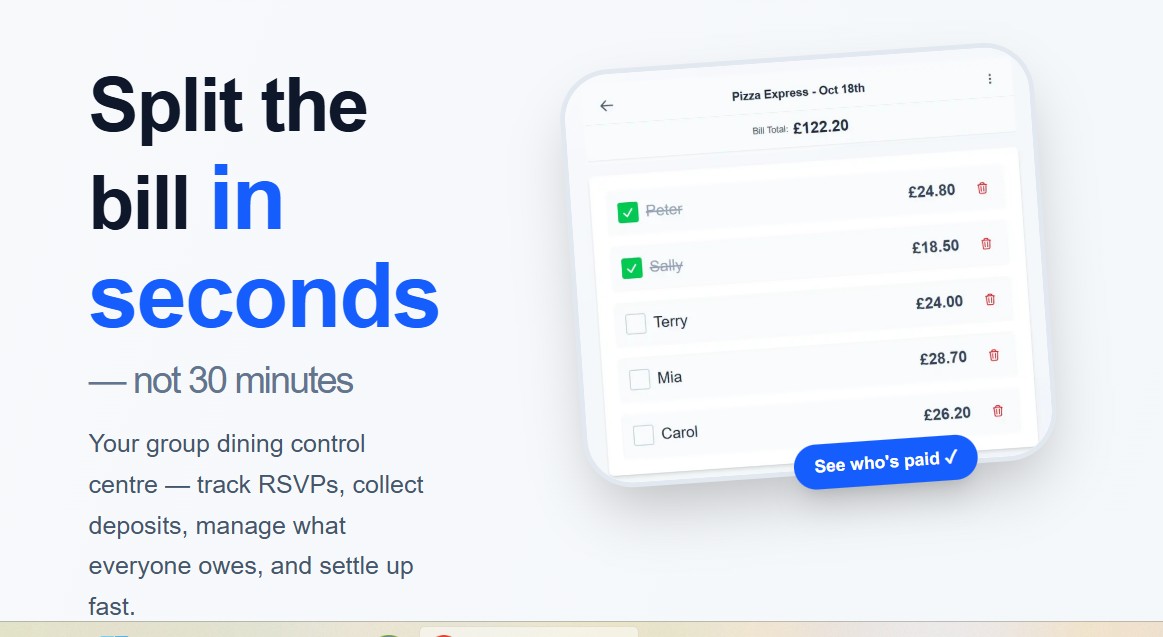 Split the
bill in
seconds
— not 30 minutes
Your group dining control
centre — track RSVPs, collect
deposits, manage what
everyone owes, and settle up
fast.
Pizza Express - Oct 18th
Bill Total: £122.20
Peter £24.80
Sally £18.50
Terry £24.00
Mia £28.70
Carol £26.20
See who's paid ✓